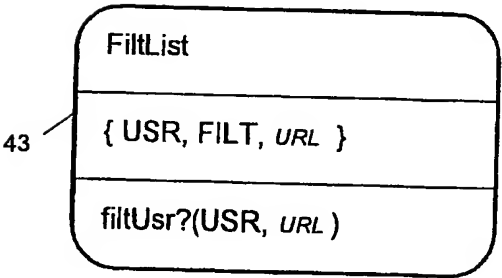 FiltList
43
{ USR, FILT, URL }
filtUsr?(USR, URL)